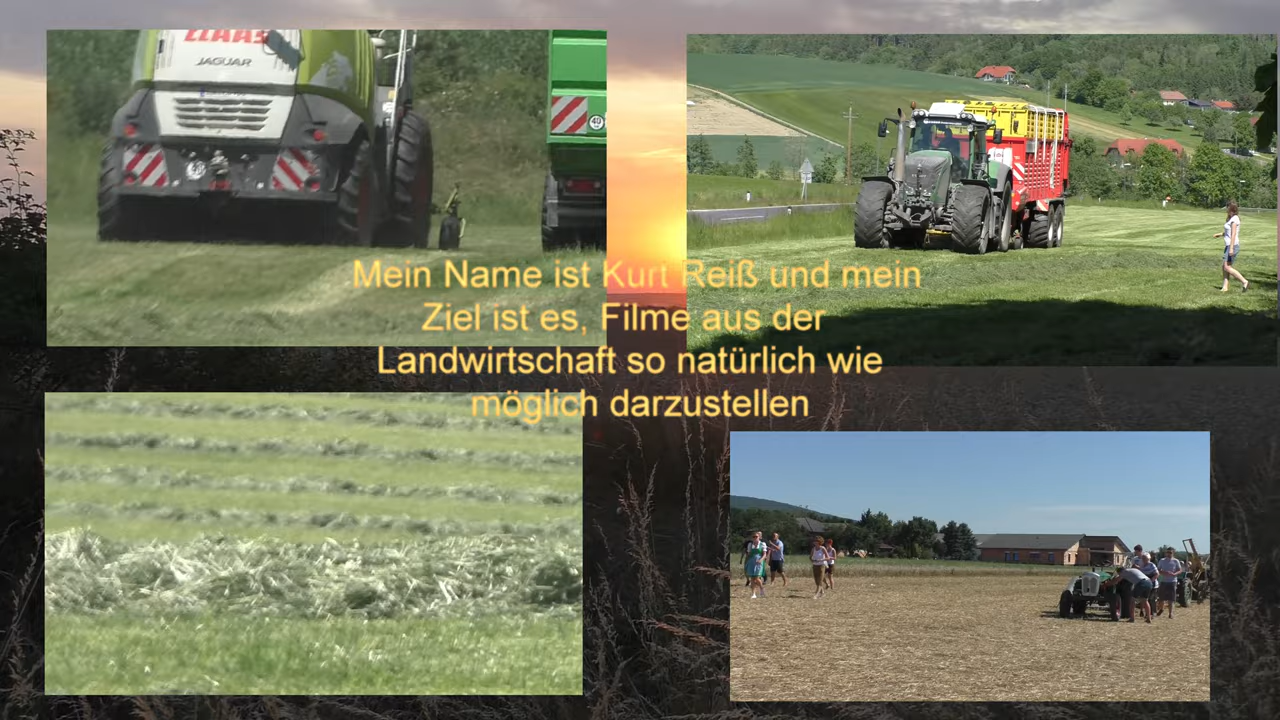 CLAAS
JAGUAR
40
Mein Name ist Kurt Reiß und mein
Ziel ist es, Filme aus der
Landwirtschaft so natürlich wie
möglich darzustellen